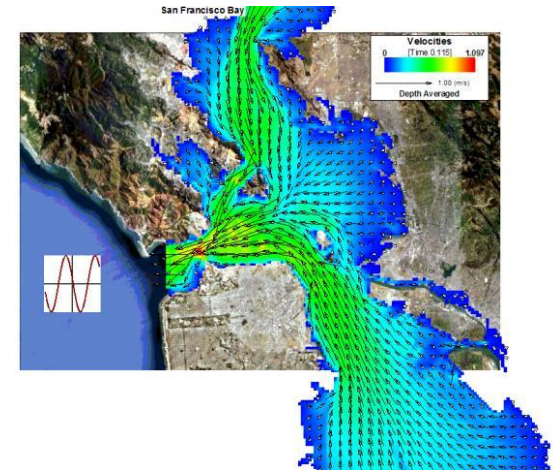 San Francisco Bay
Velocities
0 [Time 0.115] 1.097
1.00 (m/s)
Depth Averaged